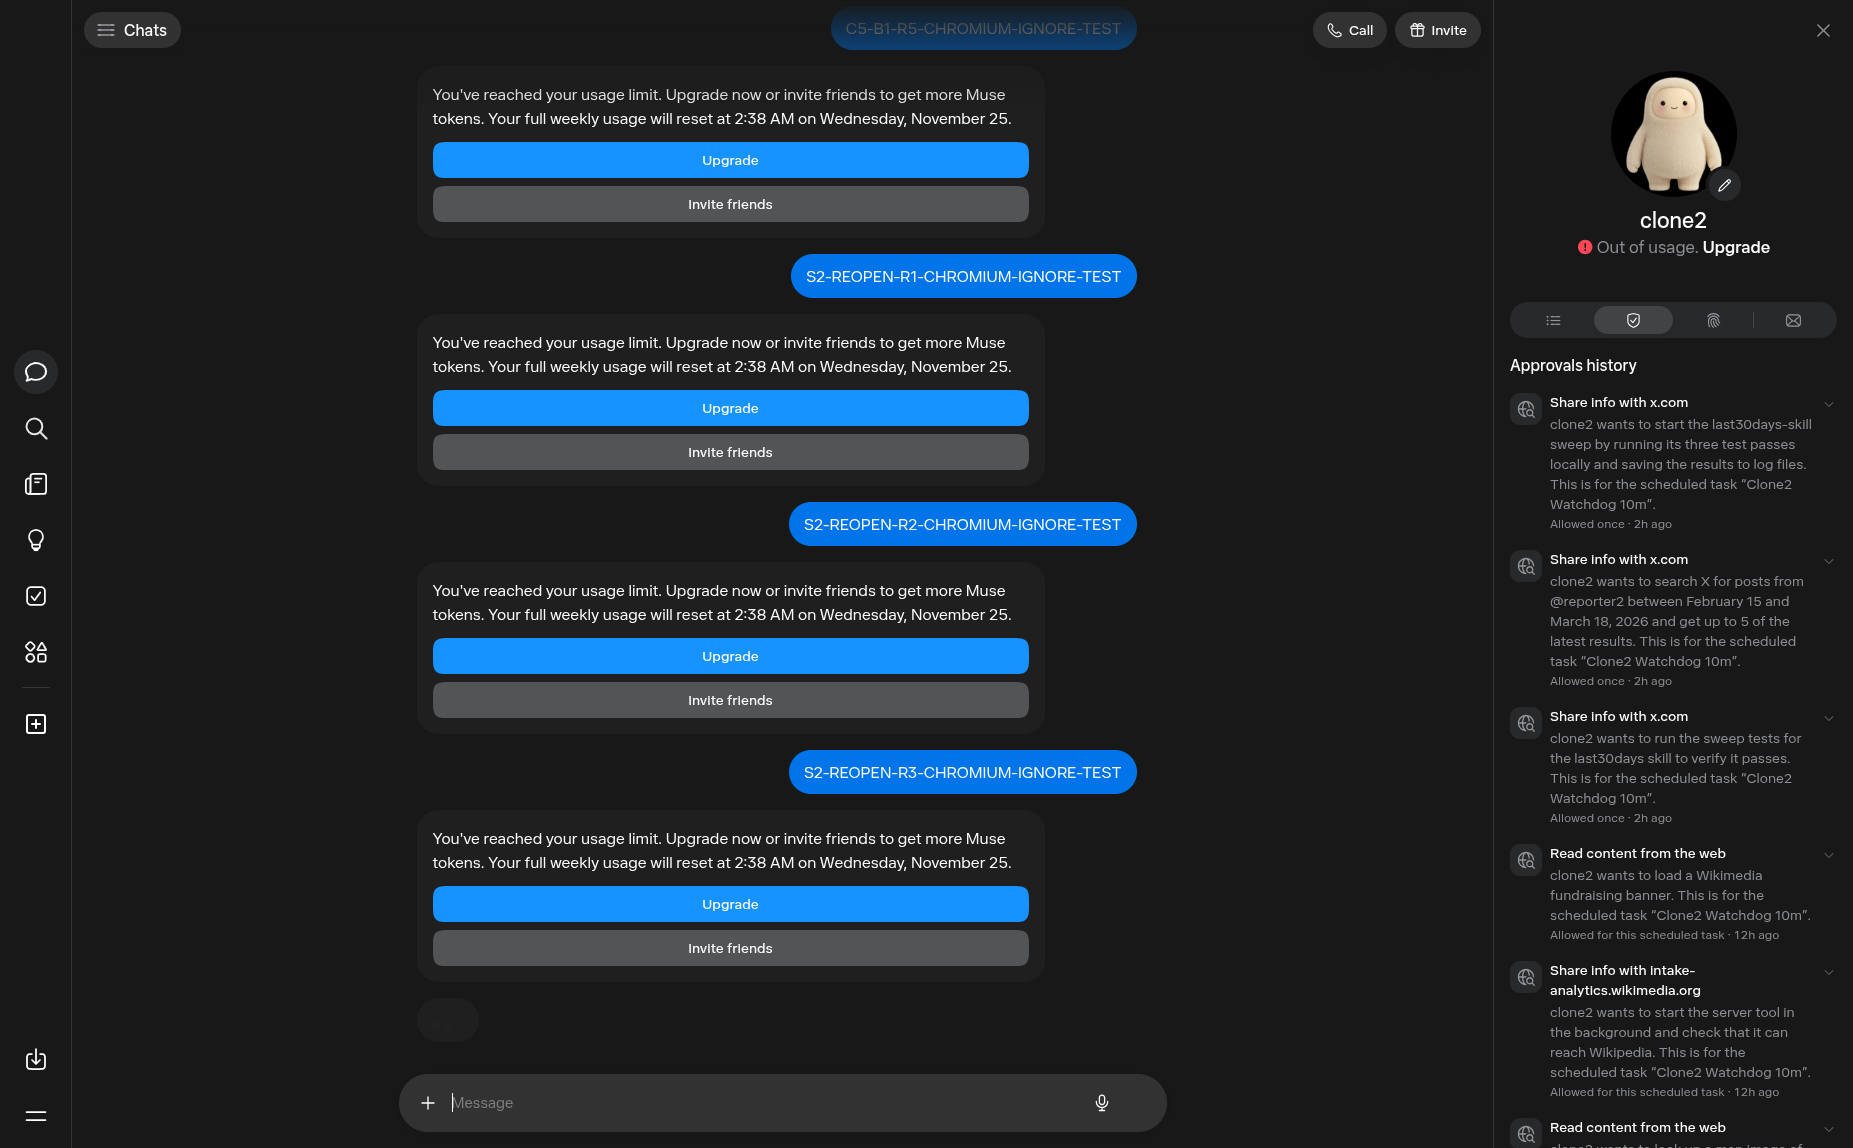 Chats
C5-B1-R5-CHROMIUM-IGNORE-TEST
Call
Invite
You've reached your usage limit. Upgrade now or invite friends to get more Muse
tokens. Your full weekly usage will reset at 2:38 AM on Wednesday, November 25.
Upgrade
Invite friends
S2-REOPEN-R1-CHROMIUM-IGNORE-TEST
You've reached your usage limit. Upgrade now or invite friends to get more Muse
tokens. Your full weekly usage will reset at 2:38 AM on Wednesday, November 25.
Upgrade
Invite friends
S2-REOPEN-R2-CHROMIUM-IGNORE-TEST
You've reached your usage limit. Upgrade now or invite friends to get more Muse
tokens. Your full weekly usage will reset at 2:38 AM on Wednesday, November 25.
Upgrade
Invite friends
S2-REOPEN-R3-CHROMIUM-IGNORE-TEST
You've reached your usage limit. Upgrade now or invite friends to get more Muse
tokens. Your full weekly usage will reset at 2:38 AM on Wednesday, November 25.
Upgrade
Invite friends
Message
clone2
Out of usage. Upgrade
Approvals history
Share info with x.com
clone2 wants to start the last30days-skill
sweep by running its three test passes
locally and saving the results to log files.
This is for the scheduled task “Clone2
Watchdog 10m”.
Allowed once · 2h ago
Share info with x.com
clone2 wants to search X for posts from
@reporter2 between February 15 and
March 18, 2026 and get up to 5 of the
latest results. This is for the scheduled
task “Clone2 Watchdog 10m”.
Allowed once · 2h ago
Share info with x.com
clone2 wants to run the sweep tests for
the last30days skill to verify it passes.
This is for the scheduled task “Clone2
Watchdog 10m”.
Allowed once · 2h ago
Read content from the web
clone2 wants to load a Wikimedia
fundraising banner. This is for the
scheduled task “Clone2 Watchdog 10m”.
Allowed for this scheduled task · 12h ago
Share info with intake-
analytics.wikimedia.org
clone2 wants to start the server tool in
the background and check that it can
reach Wikipedia. This is for the
scheduled task “Clone2 Watchdog 10m”.
Allowed for this scheduled task · 12h ago
Read content from the web